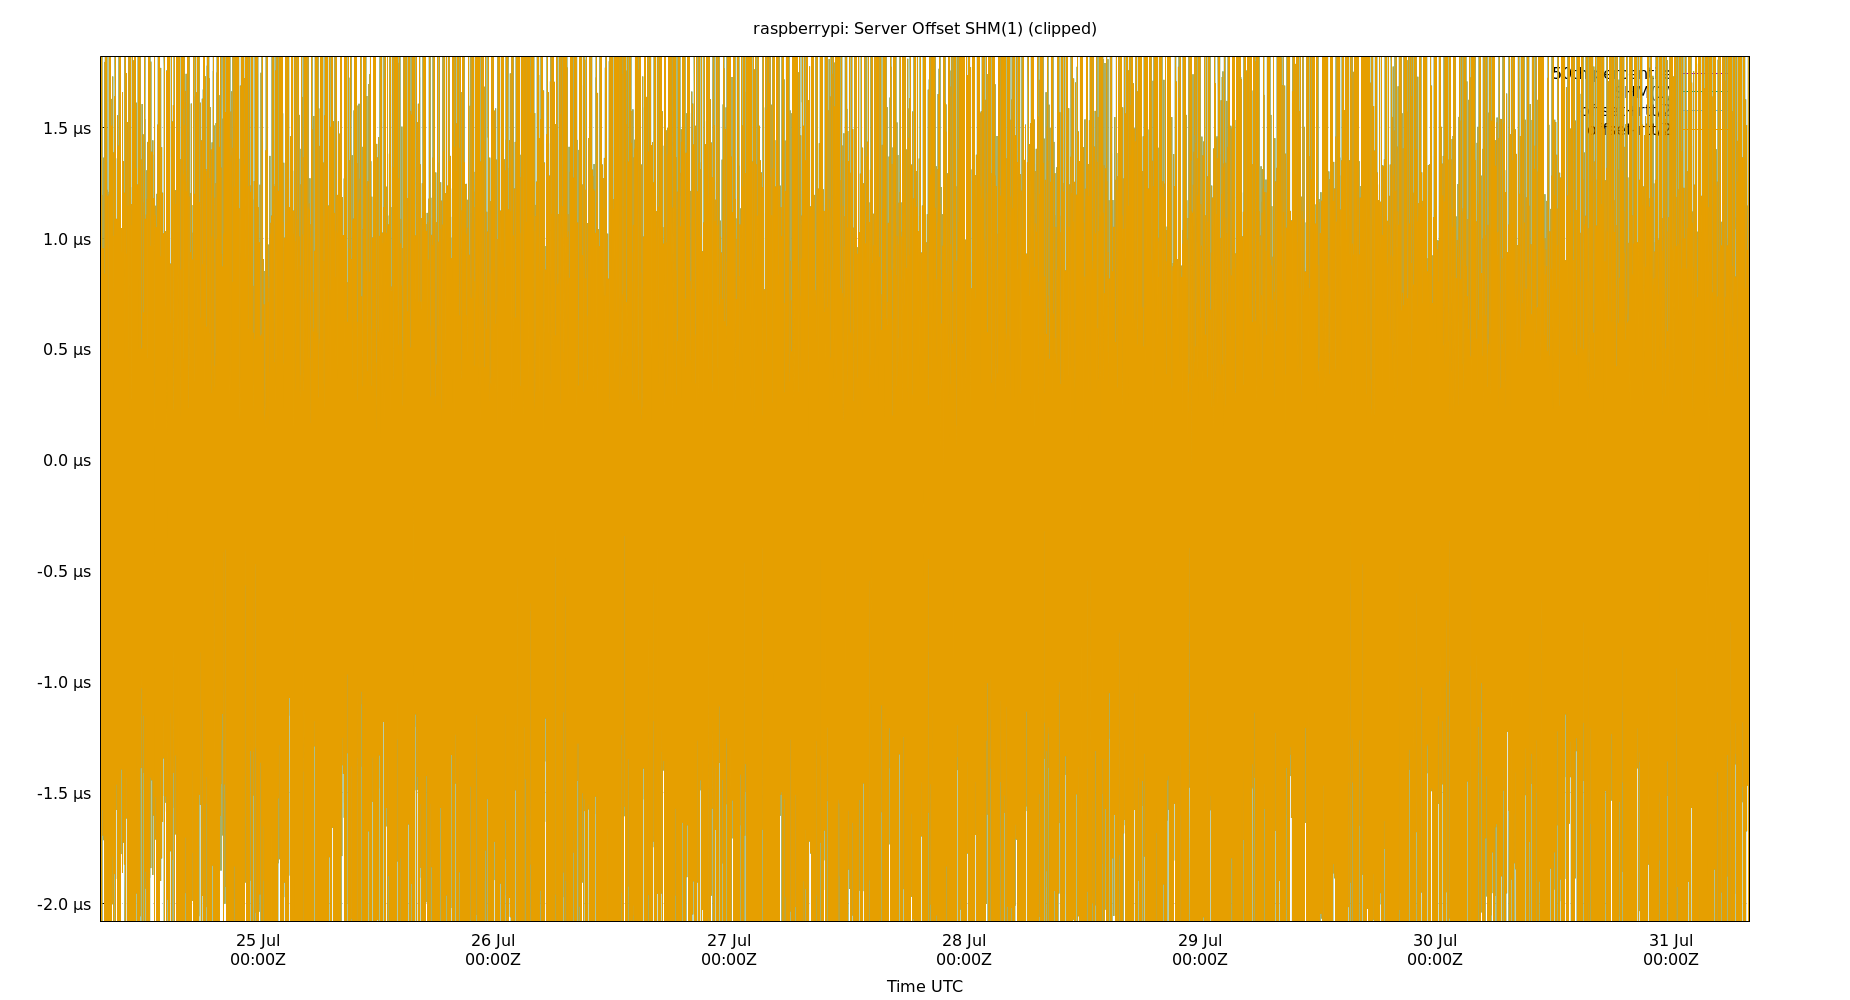 raspberrypi: Server Offset SHM(1) (clipped)
1.5 µs
1.0 µs
0.5 µs
0.0 µs
-0.5 µs
-1.0 µs
-1.5 µs
-2.0 µs
25 Jul 26 Jul 27 Jul 28 Jul 29 Jul 30 Jul 31 Jul
00:00Z 00:00Z 00:00Z 00:00Z 00:00Z 00:00Z 00:00Z
Time UTC